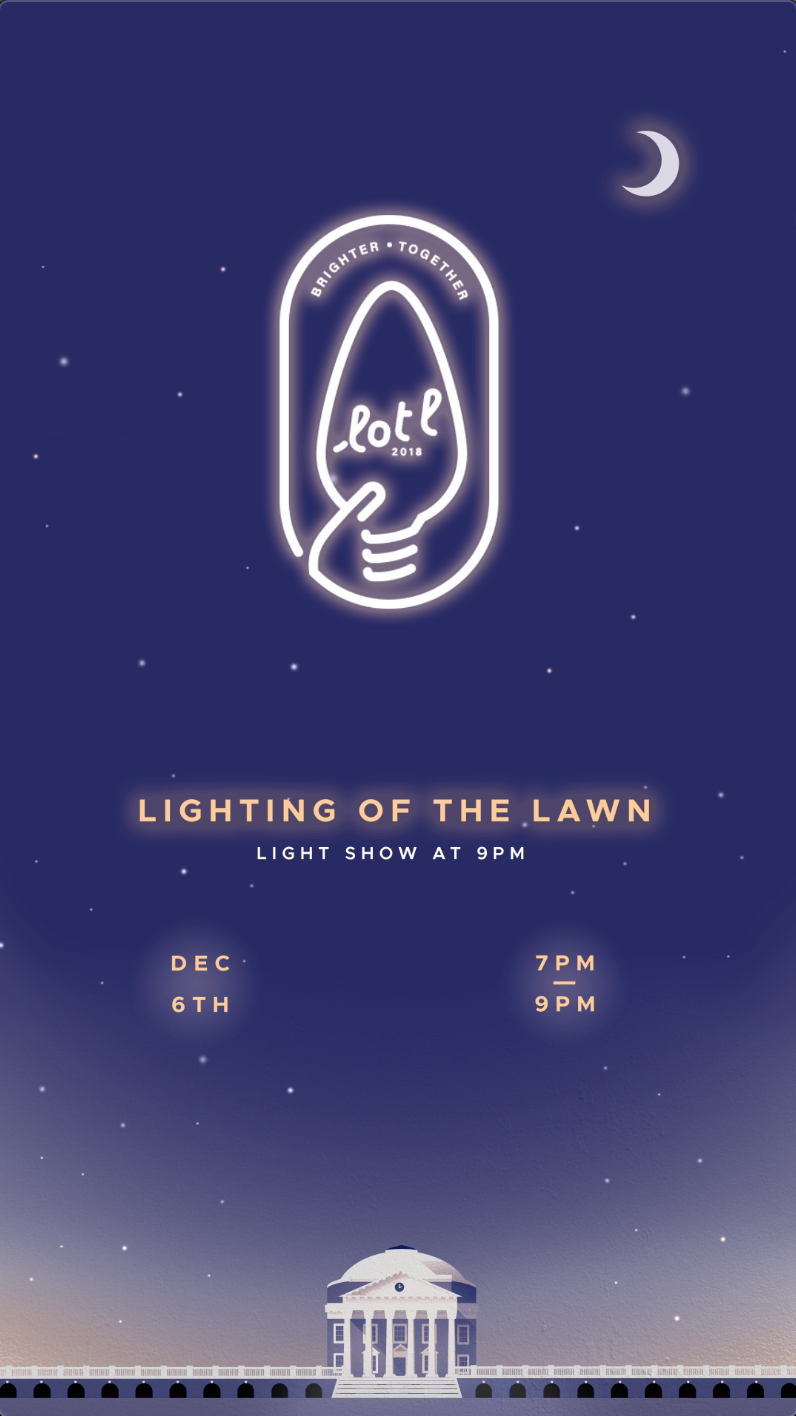 BRIGHTER • TOGETHER
lotl
2018
LIGHTING OF THE LAWN
LIGHT SHOW AT 9PM
DEC
6TH
7PM
—
9PM